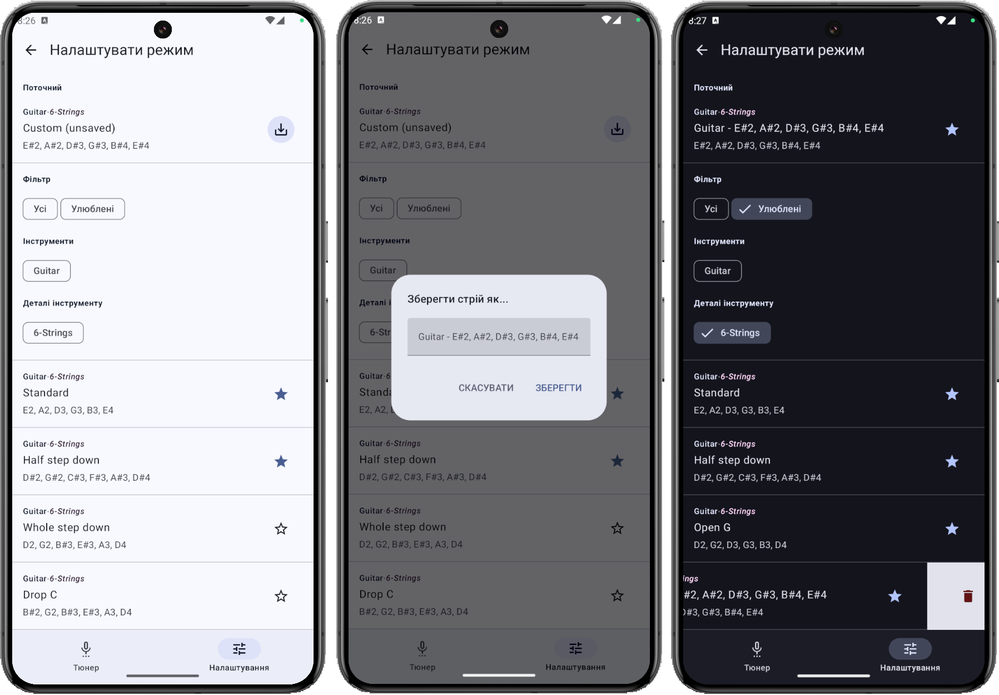 8:26
Налаштувати режим
Поточний
Guitar·6-Strings
Custom (unsaved)
E#2, A#2, D#3, G#3, B#4, E#4
Фільтр
Усі
Улюблені
Інструменти
Guitar
Деталі інструменту
6-Strings
Guitar·6-Strings
Standard
E2, A2, D3, G3, B3, E4
Guitar·6-Strings
Half step down
D#2, G#2, C#3, F#3, A#3, D#4
Guitar·6-Strings
Whole step down
D2, G2, B#3, E#3, A3, D4
Guitar·6-Strings
Drop C
B#2, G2, B#3, E#3, A3, D4
Тюнер
Налаштування
8:26
Налаштувати режим
Поточний
Guitar·6-Strings
Custom (unsaved)
E#2, A#2, D#3, G#3, B#4, E#4
Фільтр
Усі
Улюблені
Інструменти
Guitar
Деталі і
6-Str
Зберегти стрій як...
Guitar - E#2, A#2, D#3, G#3, B#4, E#4
СКАСУВАТИ
ЗБЕРЕГТИ
Guitar·6
Standa
E2, A2,
Guitar·6-Strings
Half step down
D#2, G#2, C#3, F#3, A#3, D#4
Guitar·6-Strings
Whole step down
D2, G2, B#3, E#3, A3, D4
Guitar·6-Strings
Drop C
B#2, G2, B#3, E#3, A3, D4
Тюнер
Налаштування
8:27
Налаштувати режим
Поточний
Guitar·6-Strings
Guitar - E#2, A#2, D#3, G#3, B#4, E#4
E#2, A#2, D#3, G#3, B#4, E#4
Фільтр
Усі
Улюблені
Інструменти
Guitar
Деталі інструменту
6-Strings
Guitar·6-Strings
Standard
E2, A2, D3, G3, B3, E4
Guitar·6-Strings
Half step down
D#2, G#2, C#3, F#3, A#3, D#4
Guitar·6-Strings
Open G
D2, G2, D3, G3, B3, D4
ings
#2, A#2, D#3, G#3, B#4, E#4
#3, G#3, B#4, E#4
Тюнер
Налаштування